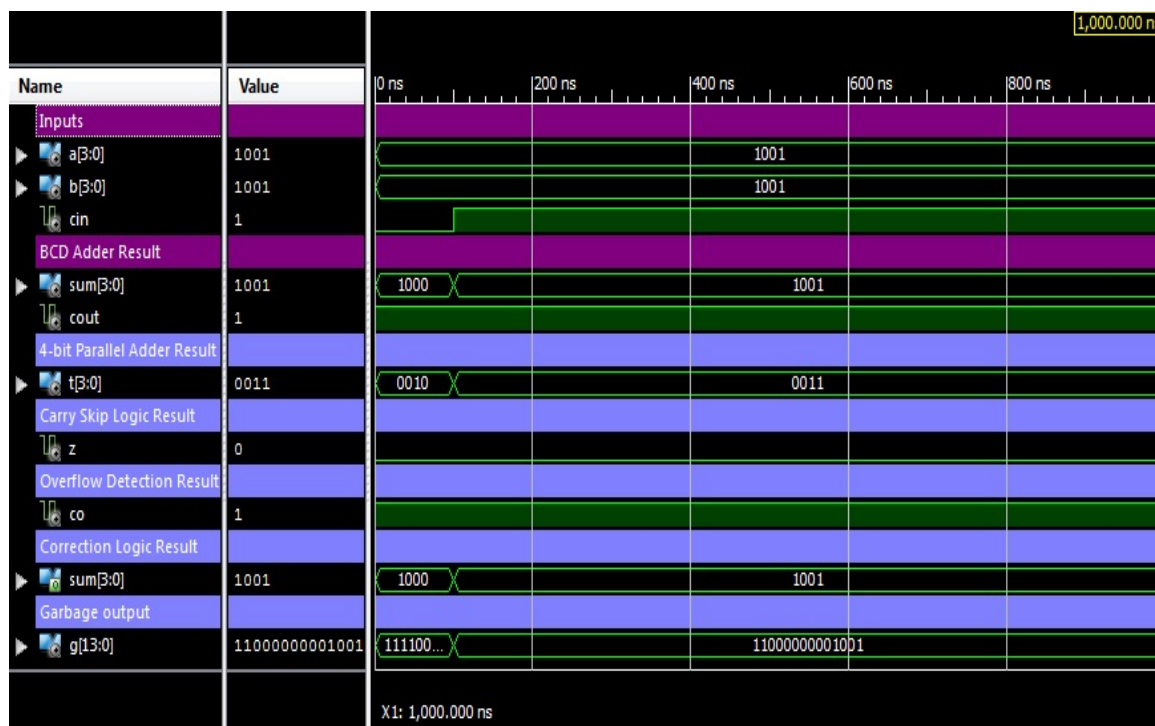 1,000.000 n
Name Value 0 ns 200 ns 400 ns 600 ns 800 ns
Inputs
a[3:0] 1001 1001
b[3:0] 1001 1001
cin 1
BCD Adder Result
sum[3:0] 1001 1000 1001
cout 1
4-bit Parallel Adder Result
t[3:0] 0011 0010 0011
Carry Skip Logic Result
z 0
Overflow Detection Result
co 1
Correction Logic Result
sum[3:0] 1001 1000 1001
Garbage output
g[13:0] 11000000001001 111100... 11000000001001
X1: 1,000.000 ns